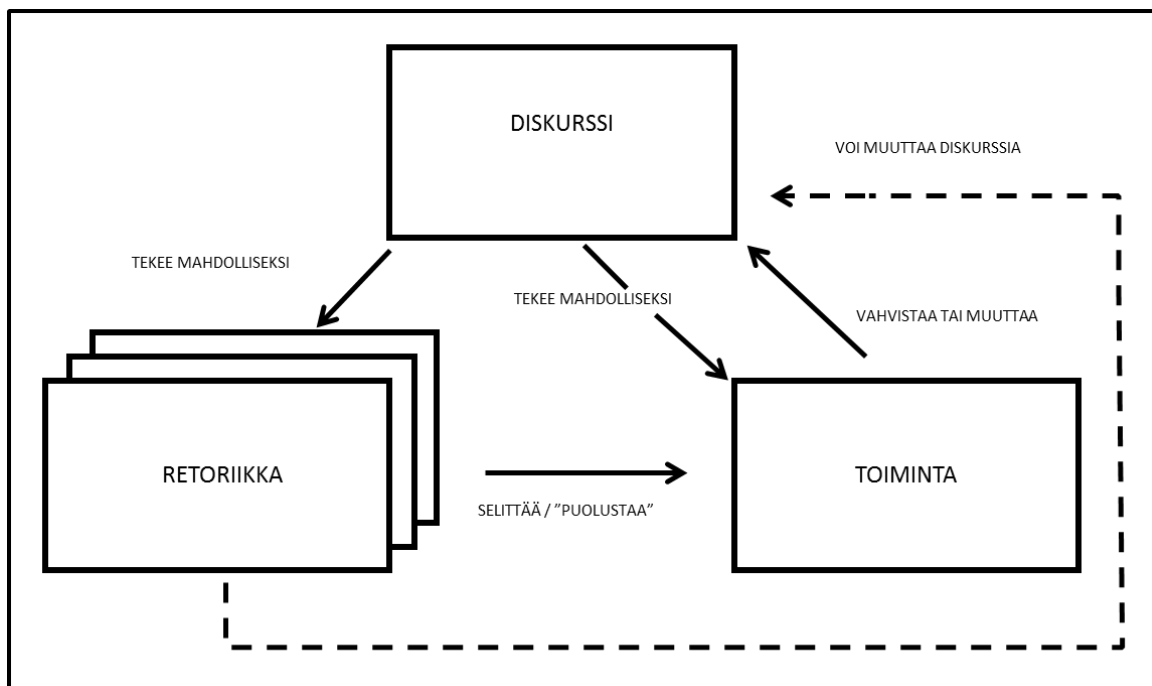 DISKURSSI
VOI MUUTTAA DISKURSSIA
TEKEE MAHDOLLISEKSI
TEKEE MAHDOLLISEKSI
VAHVISTAA TAI MUUTTAA
RETORIIKKA
TOIMINTA
SELITTÄÄ / ”PUOLUSTAA”